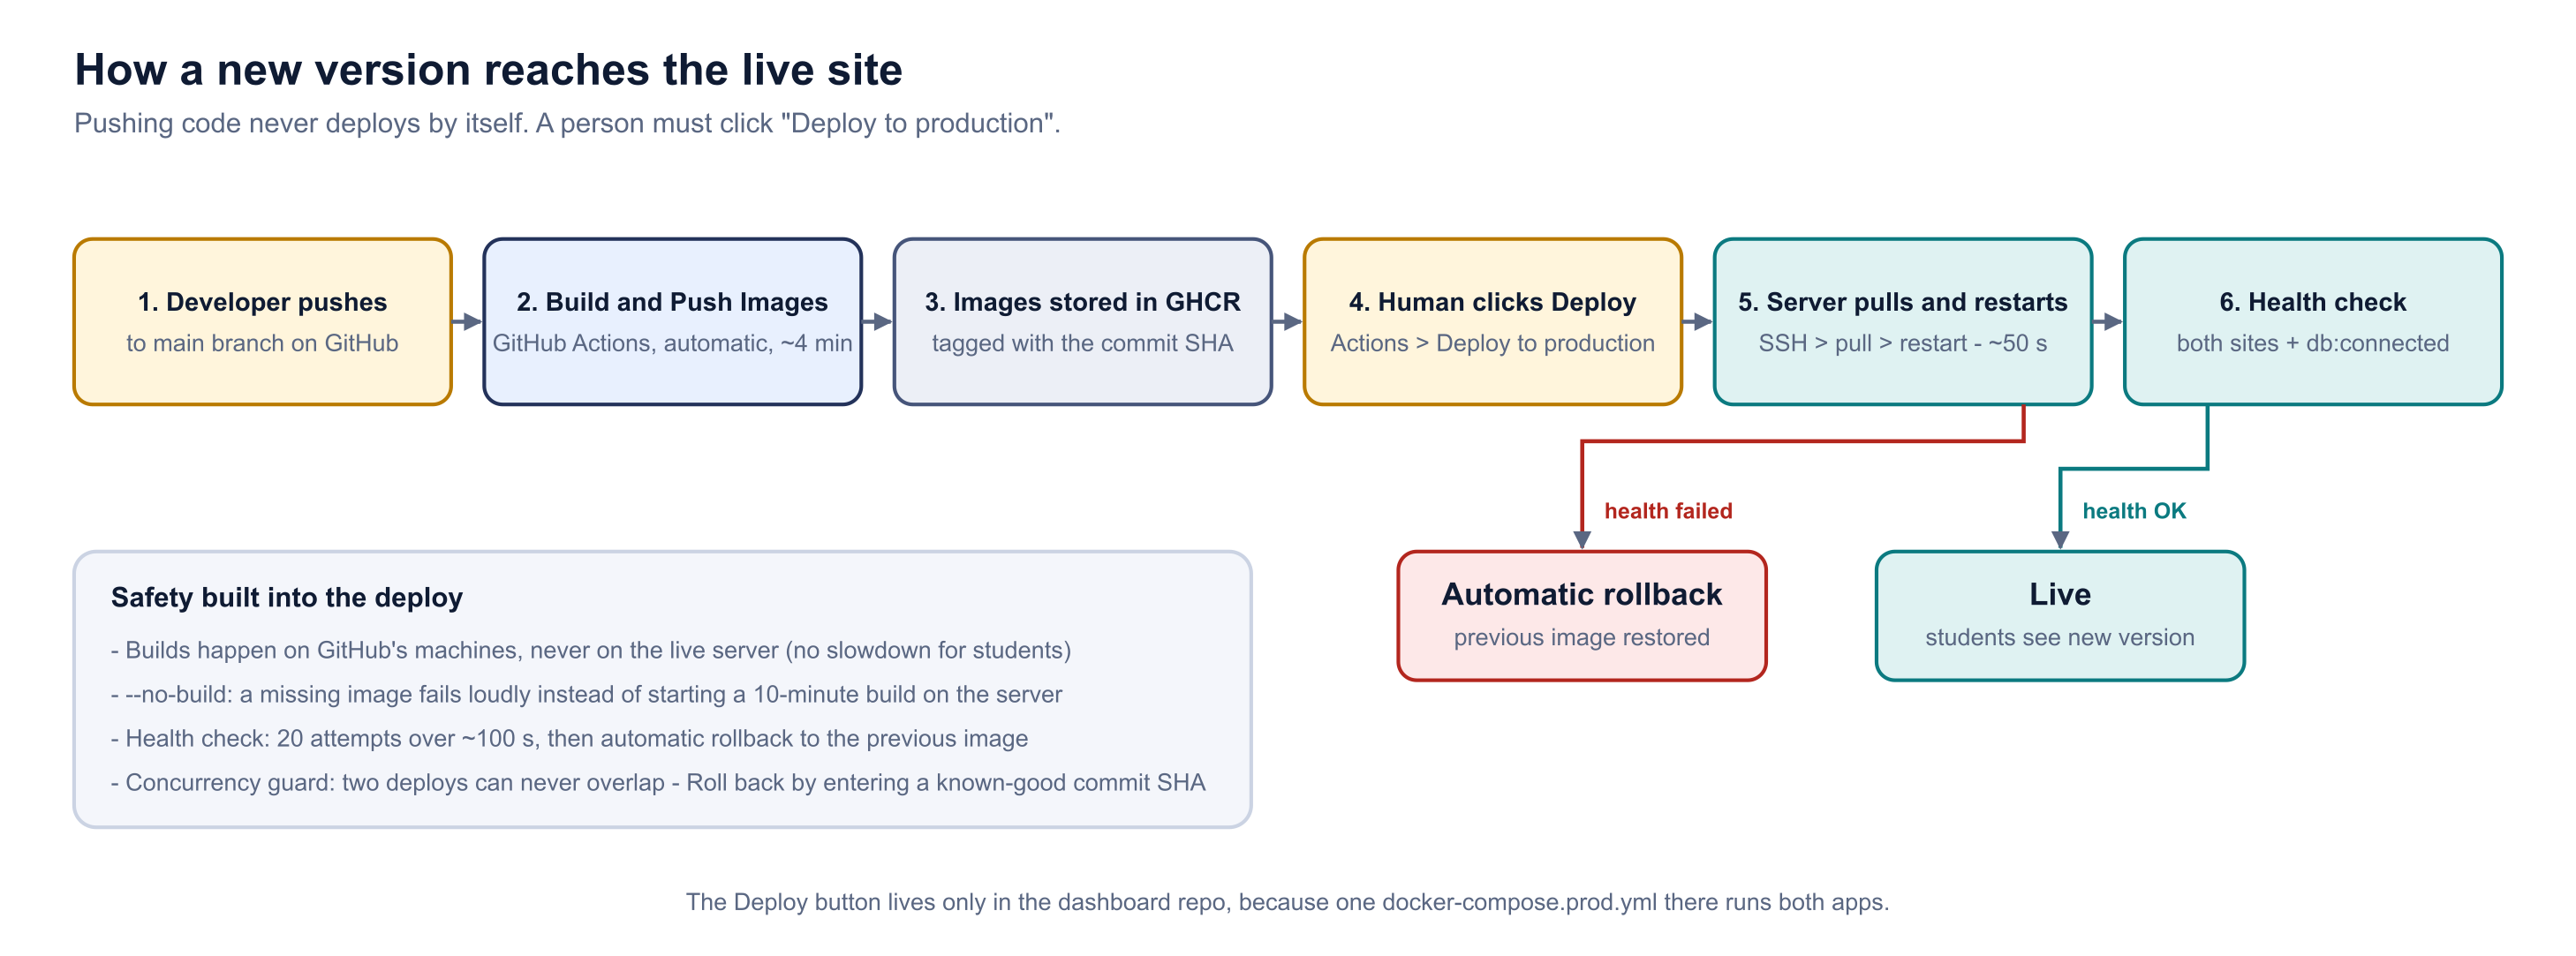 How a new version reaches the live site
Pushing code never deploys by itself. A person must click "Deploy to production".
1. Developer pushes
to main branch on GitHub
2. Build and Push Images
GitHub Actions, automatic, ~4 min
3. Images stored in GHCR
tagged with the commit SHA
4. Human clicks Deploy
Actions > Deploy to production
5. Server pulls and restarts
SSH > pull > restart - ~50 s
6. Health check
both sites + db:connected
health failed
health OK
Automatic rollback
previous image restored
Live
students see new version
Safety built into the deploy
- Builds happen on GitHub's machines, never on the live server (no slowdown for students)
- --no-build: a missing image fails loudly instead of starting a 10-minute build on the server
- Health check: 20 attempts over ~100 s, then automatic rollback to the previous image
- Concurrency guard: two deploys can never overlap - Roll back by entering a known-good commit SHA
The Deploy button lives only in the dashboard repo, because one docker-compose.prod.yml there runs both apps.